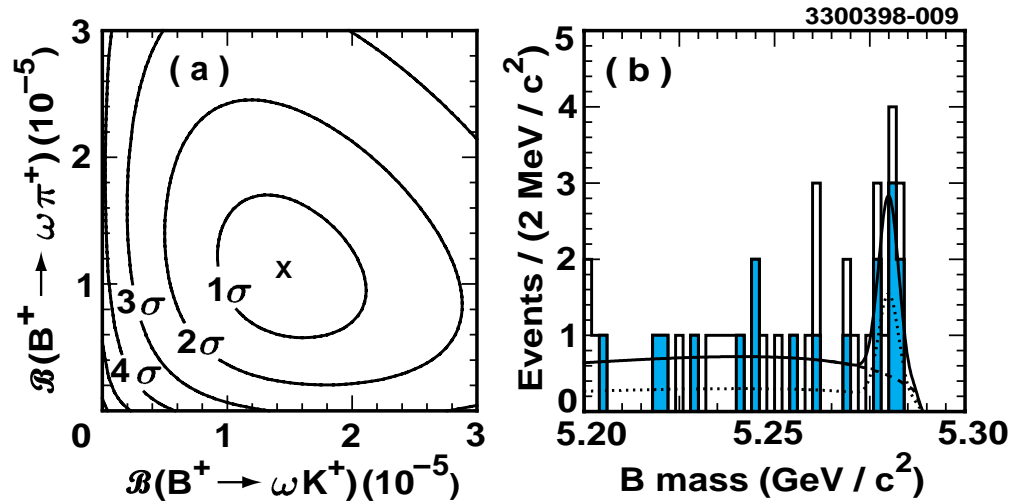 3300398-009
3
2
1
0
1
2
3
ℬ(B⁺ → ωπ⁺)(10⁻⁵)
( a )
x
1σ
2σ
3σ
4σ
ℬ(B⁺ → ωK⁺)(10⁻⁵)
5
4
3
2
1
0
5.20
5.25
5.30
Events / (2 MeV / c²)
( b )
B mass (GeV / c²)